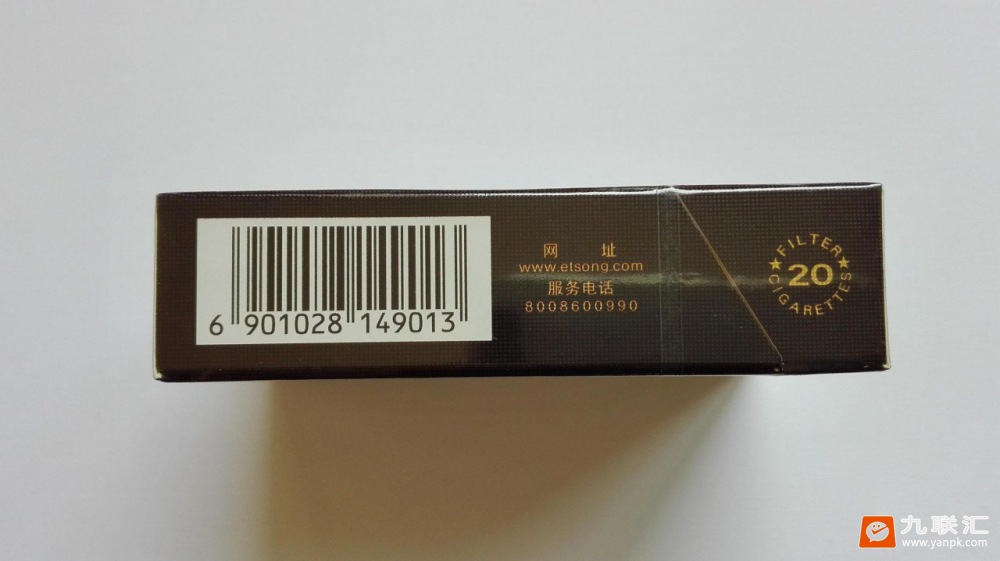 6 901028 149013
网 址
www.etsong.com
服务电话
8008600990
★FILTER★
20
CIGARETTES
九联汇
www.yanpk.com